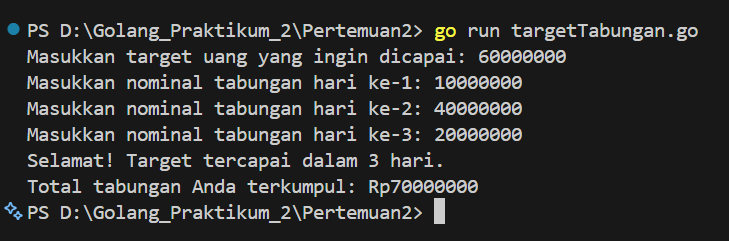 PS D:\Golang_Praktikum_2\Pertemuan2> go run targetTabungan.go
Masukkan target uang yang ingin dicapai: 60000000
Masukkan nominal tabungan hari ke-1: 10000000
Masukkan nominal tabungan hari ke-2: 40000000
Masukkan nominal tabungan hari ke-3: 20000000
Selamat! Target tercapai dalam 3 hari.
Total tabungan Anda terkumpul: Rp70000000
PS D:\Golang_Praktikum_2\Pertemuan2>